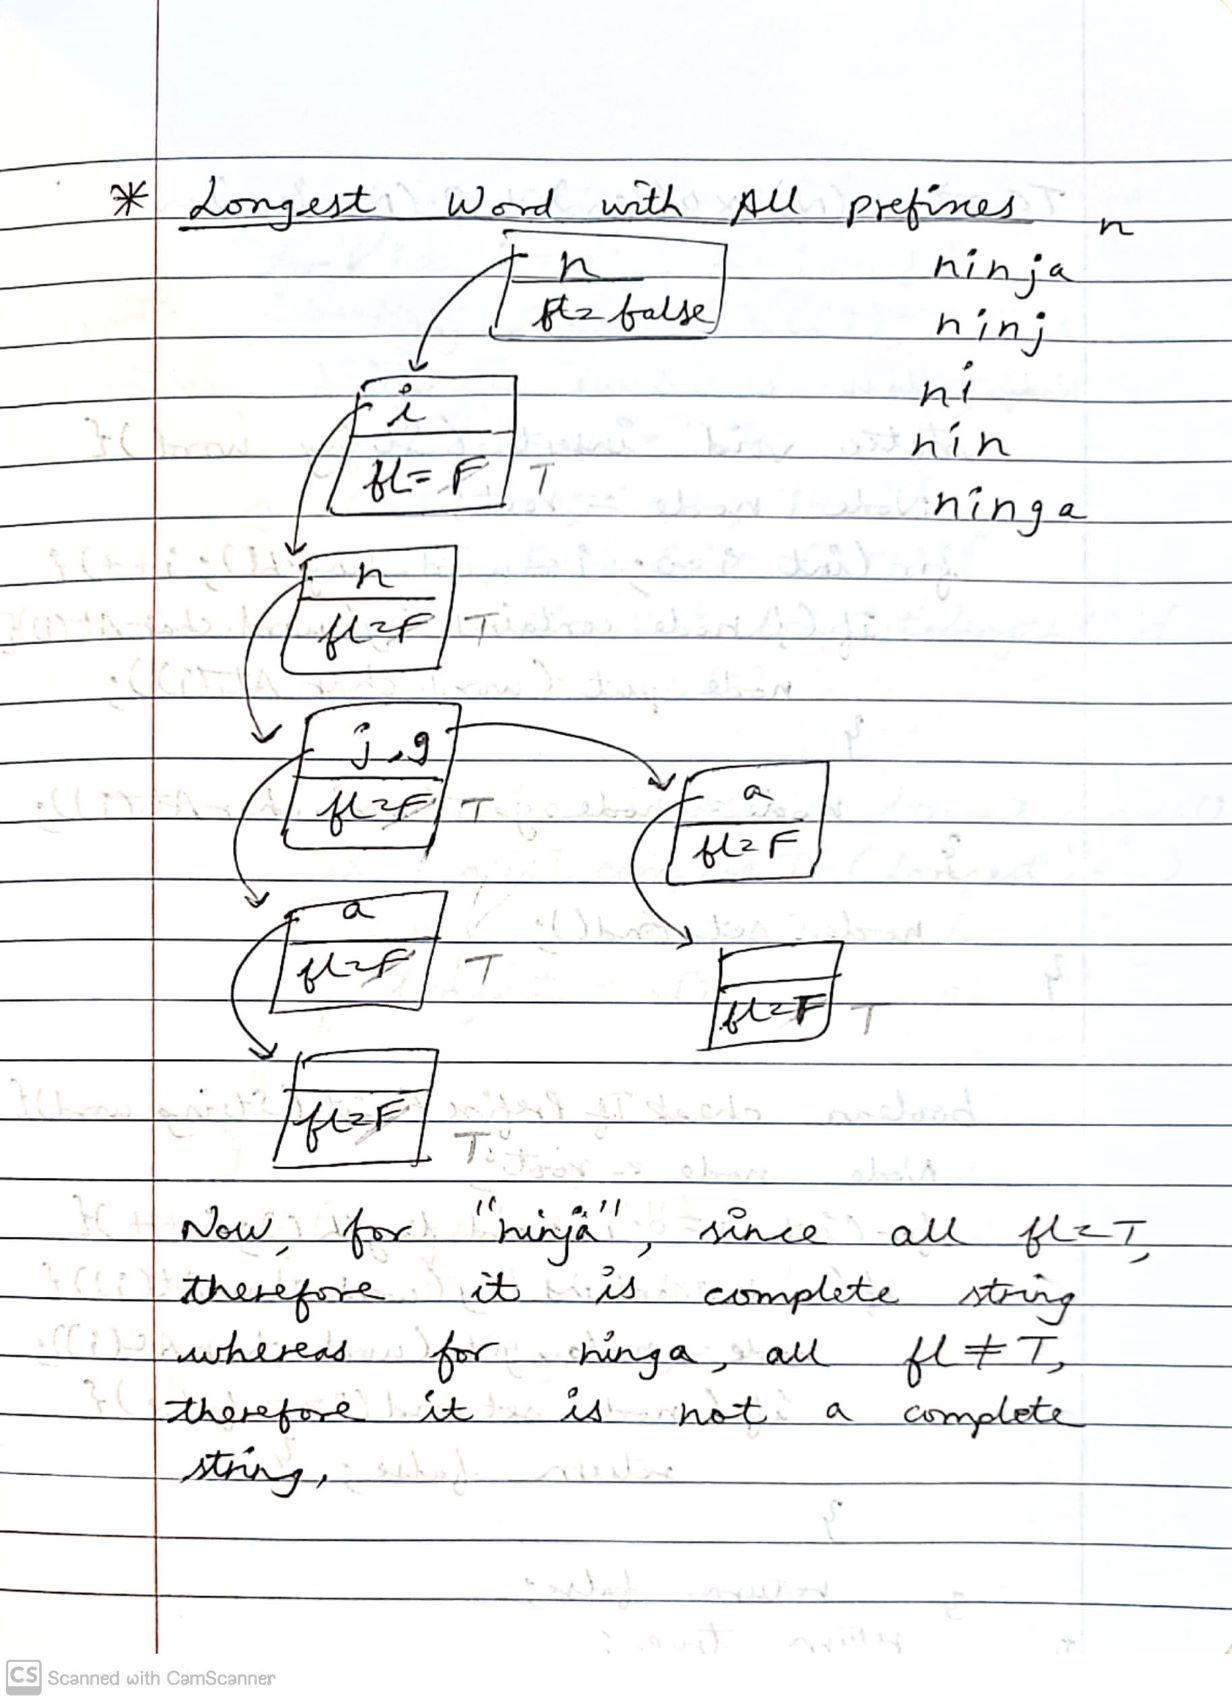 * Longest Word with All prefixes
n
n
fl = false
ninja
ninj
ni
nin
ninga
i
fl = F T
n
fl = F T
j, g
fl = F T
a
fl = F
a
fl = F T
fl = F T
fl = F T
Now, for "ninja", since all fl = T,
therefore it is complete string
whereas for ninga, all fl ≠ T,
therefore it is not a complete
string,
CS Scanned with CamScanner